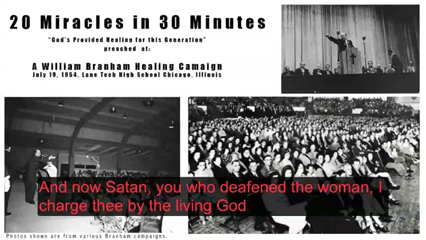 20 Miracles in 30 Minutes
"God's Provided Healing for this Generation"
preached at:
A William Branham Healing Camaign
July 19, 1954, Lane Tech High School Chicago, Illinois
And now Satan, you who deafened the woman, I
charge thee by the living God
Photos shown are from various Branham campaigns.